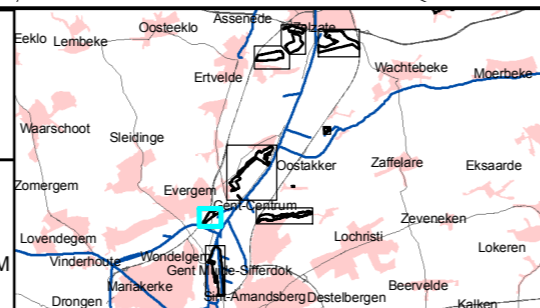 Assenede
Oosteeklo
Zelzate
Eeklo
Lembeke
Wachtebeke
Ertvelde
Moerbeke
Waarschoot
Sleidinge
Oostakker
Zaffelare
Eksaarde
Zomergem
Evergem
Gent-Centrum
Zeveneken
Lovendegem
Lochristi
Lokeren
Vinderhoute
Wondelgem
M
Gent Muide-Sifferdok
Mariakerke
Beervelde
Sint-Amandsberg
Destelbergen
Drongen
Kalken